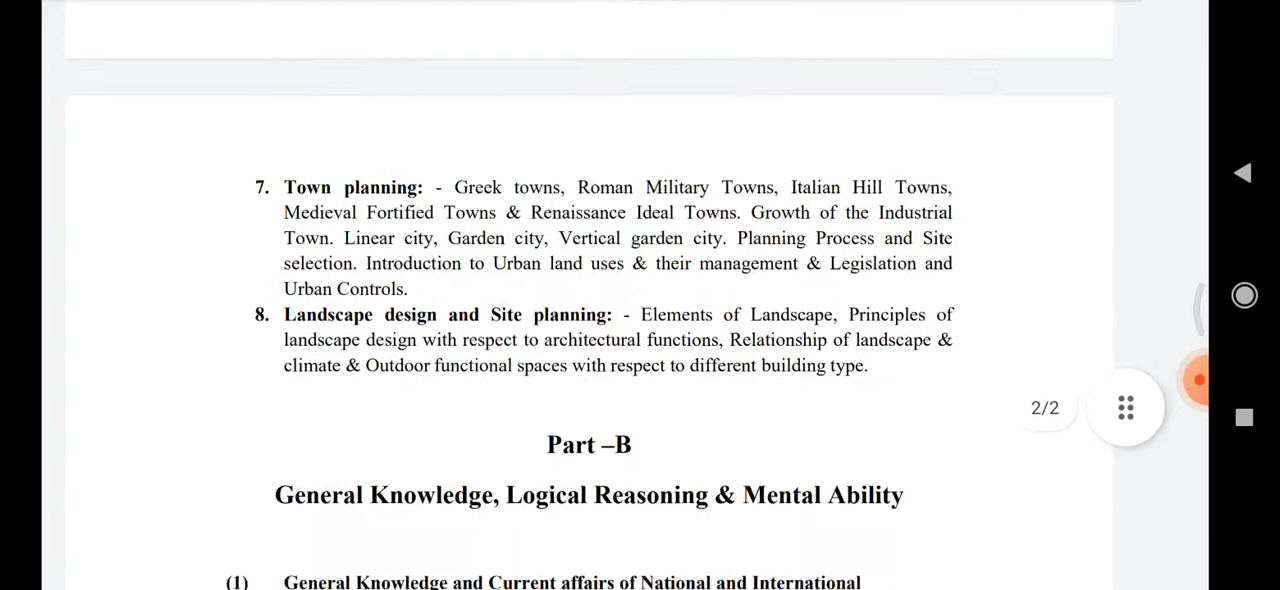 7. Town planning: - Greek towns, Roman Military Towns, Italian Hill Towns,
Medieval Fortified Towns & Renaissance Ideal Towns. Growth of the Industrial
Town. Linear city, Garden city, Vertical garden city. Planning Process and Site
selection. Introduction to Urban land uses & their management & Legislation and
Urban Controls.
8. Landscape design and Site planning: - Elements of Landscape, Principles of
landscape design with respect to architectural functions, Relationship of landscape &
climate & Outdoor functional spaces with respect to different building type.
2/2
Part –B
General Knowledge, Logical Reasoning & Mental Ability
(1) General Knowledge and Current affairs of National and International